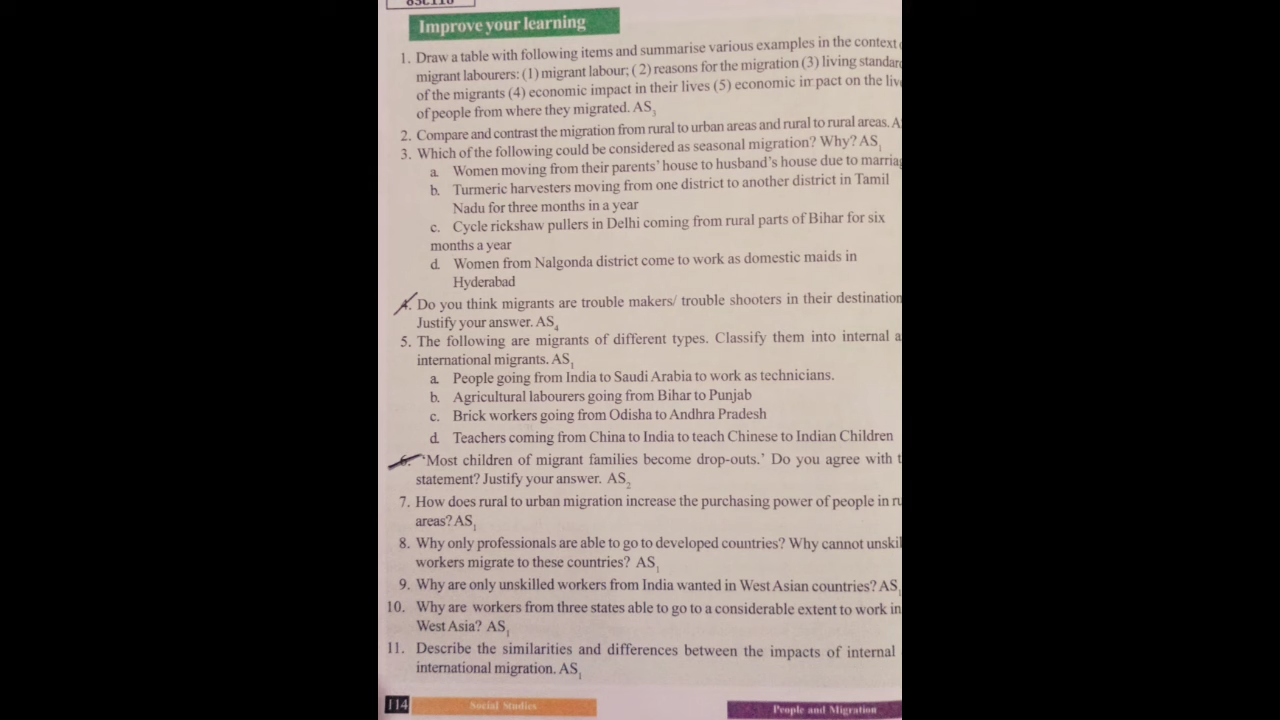 85C118
Improve your learning
1. Draw a table with following items and summarise various examples in the context
migrant labourers: (1) migrant labour; ( 2) reasons for the migration (3) living standard
of the migrants (4) economic impact in their lives (5) economic impact on the live
of people from where they migrated. AS3
2. Compare and contrast the migration from rural to urban areas and rural to rural areas. A
3. Which of the following could be considered as seasonal migration? Why? AS1
a. Women moving from their parents' house to husband's house due to marriag
b. Turmeric harvesters moving from one district to another district in Tamil
Nadu for three months in a year
c. Cycle rickshaw pullers in Delhi coming from rural parts of Bihar for six
months a year
d. Women from Nalgonda district come to work as domestic maids in
Hyderabad
4. Do you think migrants are trouble makers/ trouble shooters in their destination
Justify your answer. AS4
5. The following are migrants of different types. Classify them into internal a
international migrants. AS1
a. People going from India to Saudi Arabia to work as technicians.
b. Agricultural labourers going from Bihar to Punjab
c. Brick workers going from Odisha to Andhra Pradesh
d. Teachers coming from China to India to teach Chinese to Indian Children
6. 'Most children of migrant families become drop-outs.' Do you agree with t
statement? Justify your answer. AS2
7. How does rural to urban migration increase the purchasing power of people in ru
areas? AS1
8. Why only professionals are able to go to developed countries? Why cannot unskil
workers migrate to these countries? AS1
9. Why are only unskilled workers from India wanted in West Asian countries? AS1
10. Why are workers from three states able to go to a considerable extent to work in
West Asia? AS1
11. Describe the similarities and differences between the impacts of internal
international migration. AS1
114 Social Studies People and Migration